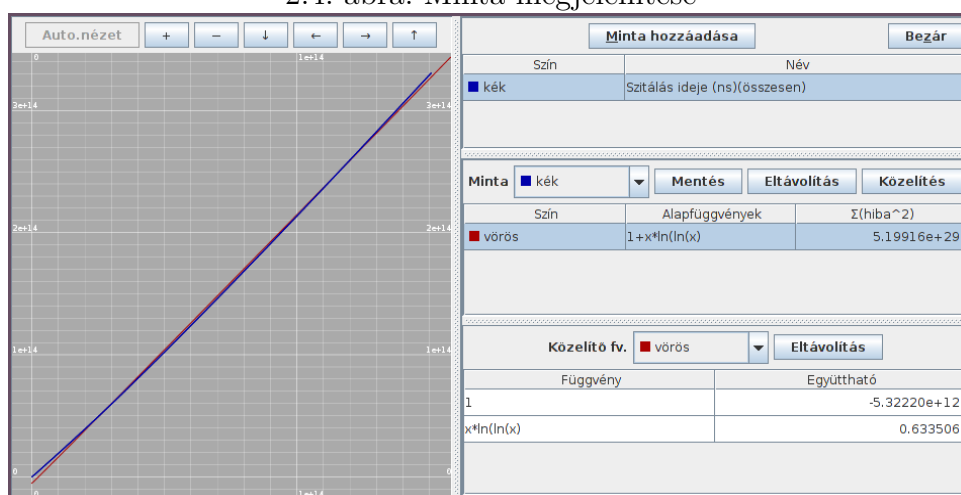 2.4. ábra. Minta megjelenítése
Auto.nézet + − ↓ ← → ↑
0 1e+14
3e+14 3e+14
2e+14 2e+14
1e+14 1e+14
0 0
0 1e+14
Minta hozzáadása Bezár
Szín Név
kék Szitálás ideje (ns)(összesen)
Minta kék Mentés Eltávolítás Közelítés
Szín Alapfüggvények Σ(hiba^2)
vörös 1+x*ln(ln(x) 5.19916e+29
Közelítő fv. vörös Eltávolítás
Függvény Együttható
1 -5.32220e+12
x*ln(ln(x) 0.633506